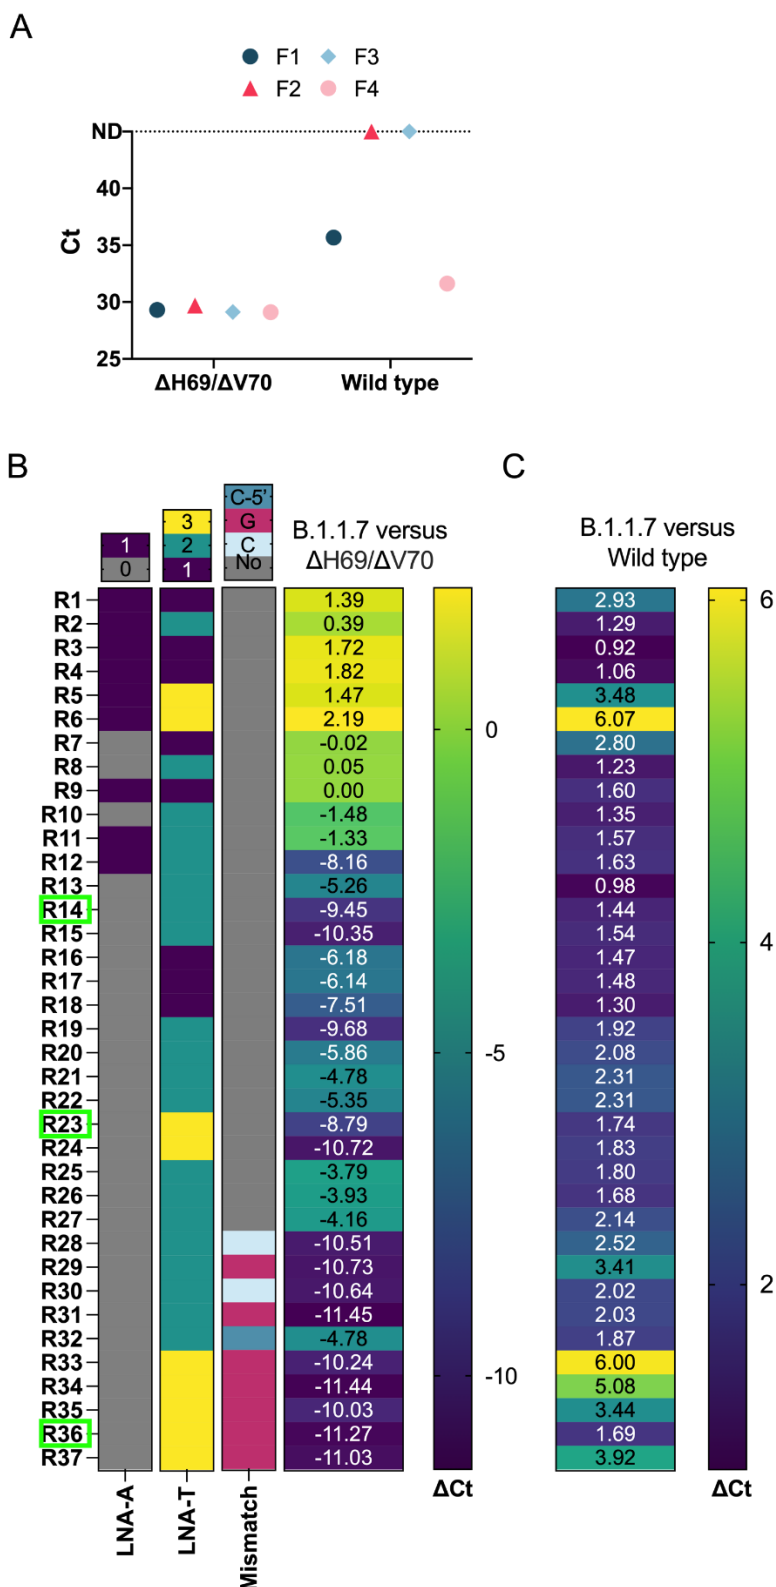 A
F1 F3
F2 F4
ND
40
35
30
25
Ct
ΔH69/ΔV70 Wild type
B
C
1
0
3
2
1
C-5'
G
C
No
B.1.1.7 versus
ΔH69/ΔV70
B.1.1.7 versus
Wild type
R1 1.39 2.93
R2 0.39 1.29
R3 1.72 0.92
R4 1.82 1.06
R5 1.47 3.48
R6 2.19 6.07
R7 -0.02 2.80
R8 0.05 1.23
R9 0.00 1.60
R10 -1.48 1.35
R11 -1.33 1.57
R12 -8.16 1.63
R13 -5.26 0.98
R14 -9.45 1.44
R15 -10.35 1.54
R16 -6.18 1.47
R17 -6.14 1.48
R18 -7.51 1.30
R19 -9.68 1.92
R20 -5.86 2.08
R21 -4.78 2.31
R22 -5.35 2.31
R23 -8.79 1.74
R24 -10.72 1.83
R25 -3.79 1.80
R26 -3.93 1.68
R27 -4.16 2.14
R28 -10.51 2.52
R29 -10.73 3.41
R30 -10.64 2.02
R31 -11.45 2.03
R32 -4.78 1.87
R33 -10.24 6.00
R34 -11.44 5.08
R35 -10.03 3.44
R36 -11.27 1.69
R37 -11.03 3.92
0
-5
-10
6
4
2
LNA-A
LNA-T
Mismatch
ΔCt
ΔCt